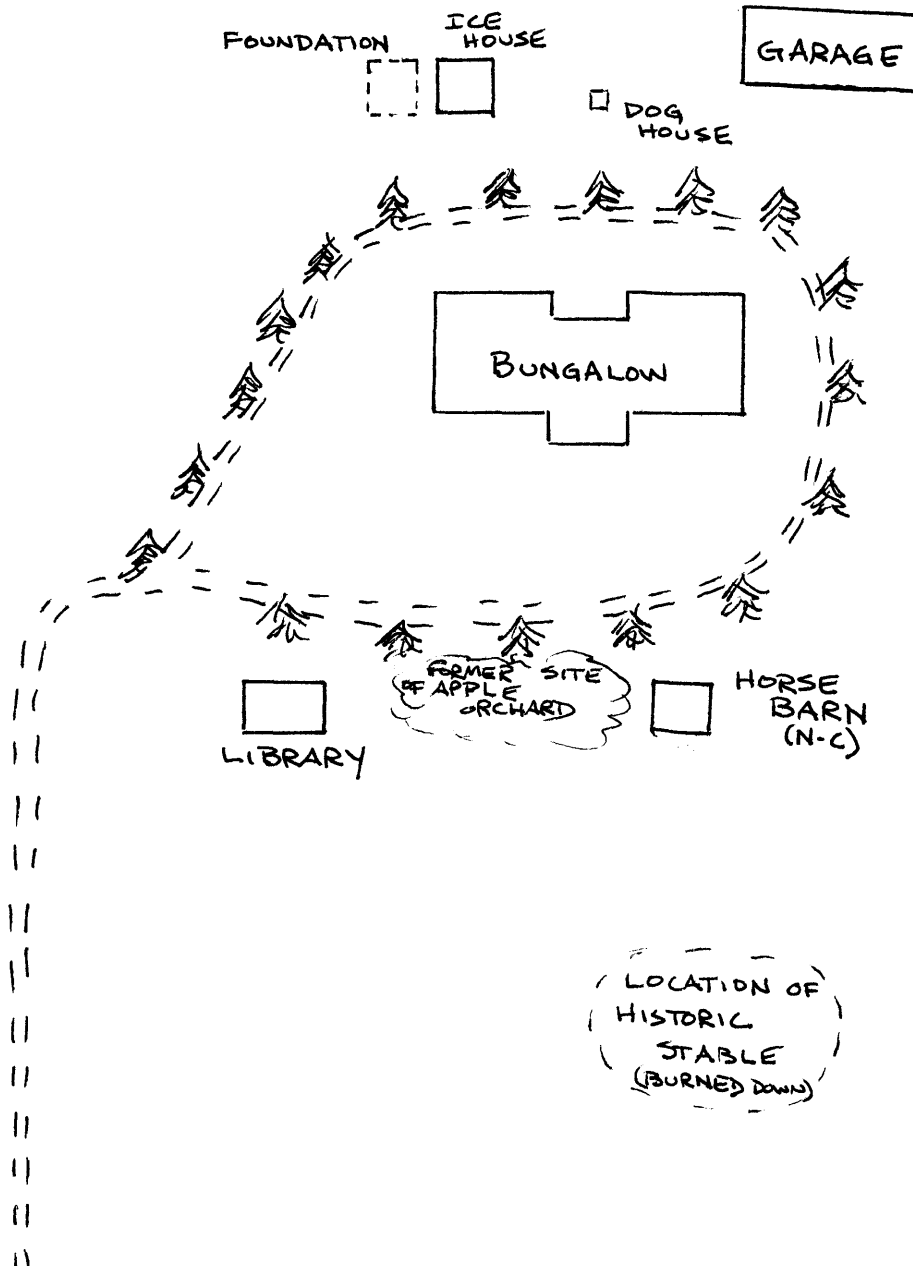 FOUNDATION
ICE
HOUSE
GARAGE
DOG
HOUSE
BUNGALOW
FORMER SITE
OF APPLE
ORCHARD
LIBRARY
HORSE
BARN
(N-C)
LOCATION OF
HISTORIC
STABLE
(BURNED DOWN)